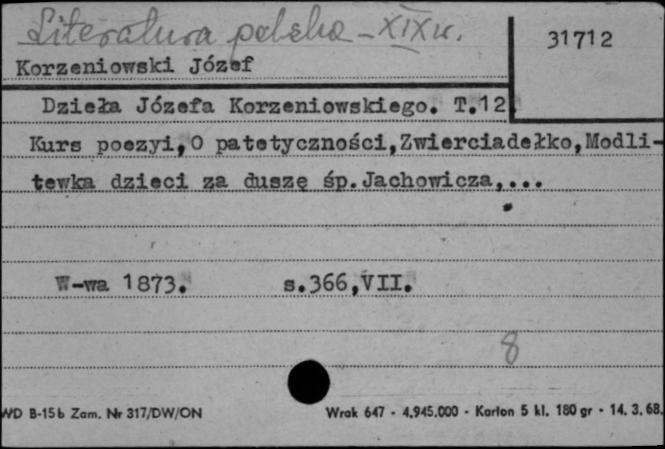 Literatura polska - XIX w.
31712
Korzeniowski Józef
Dzieła Józefa Korzeniowskiego. T.12
Kurs poezyi,O patetyczności,Zwierciadełko,Modli-
tewka dzieci za duszę śp.Jachowicza,...
W-wa 1873. s.366,VII.
8
WD B-15b Zam. Nr 317/DW/ON Wrak 647 - 4.945.000 - Karton 5 kl. 180 gr - 14. 3. 68.